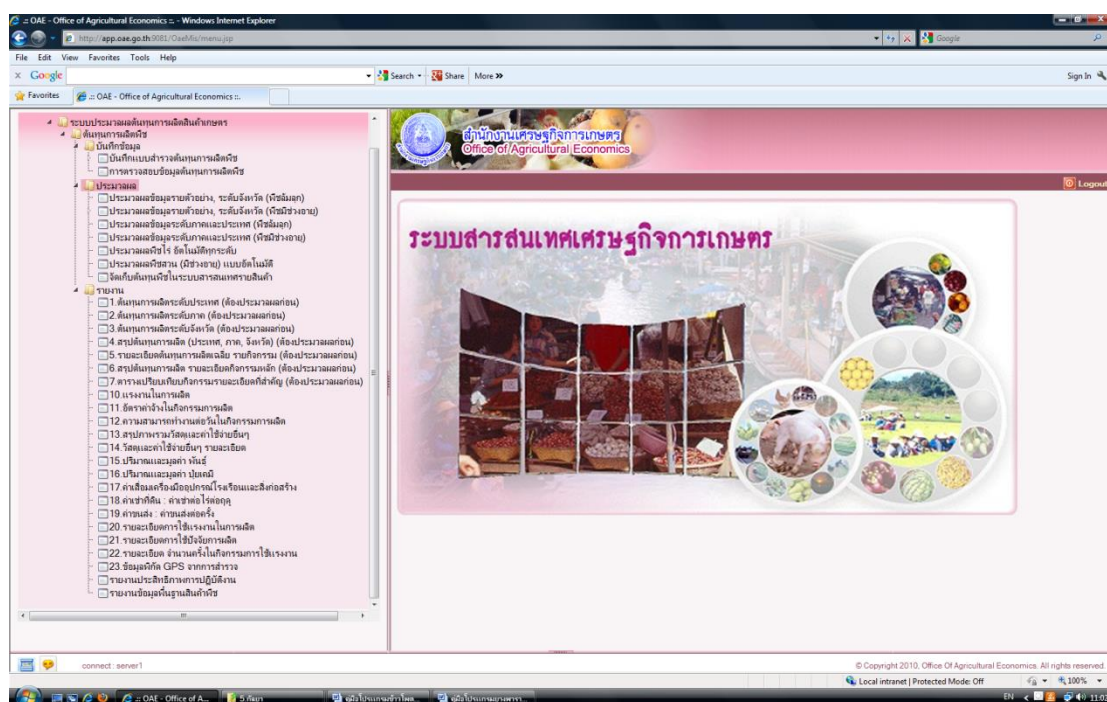 .:: OAE - Office of Agricultural Economics ::. - Windows Internet Explorer
http://app.oae.go.th:9081/OaeMis/menu.jsp
Google
File Edit View Favorites Tools Help
x Google
Search
Share
More »
Sign In
Favorites
.:: OAE - Office of Agricultural Economics ::.
ระบบประมวลผลต้นทุนการผลิตสินค้าเกษตร
ต้นทุนการผลิตพืช
บันทึกข้อมูล
บันทึกแบบสำรวจต้นทุนการผลิตพืช
การตรวจสอบข้อมูลต้นทุนการผลิตพืช
ประมวลผล
ประมวลผลข้อมูลรายตัวอย่าง, ระดับจังหวัด (พืชล้มลุก)
ประมวลผลข้อมูลรายตัวอย่าง, ระดับจังหวัด (พืชมีช่วงอายุ)
ประมวลผลข้อมูลระดับภาคและประเทศ (พืชล้มลุก)
ประมวลผลข้อมูลระดับภาคและประเทศ (พืชมีช่วงอายุ)
ประมวลผลพืชไร่ อัตโนมัติทุกระดับ
ประมวลผลพืชสวน (มีช่วงอายุ) แบบอัตโนมัติ
จัดเก็บต้นทุนพืชในระบบสารสนเทศรายสินค้า
รายงาน
1.ต้นทุนการผลิตระดับประเทศ (ต้องประมวลผลก่อน)
2.ต้นทุนการผลิตระดับภาค (ต้องประมวลผลก่อน)
3.ต้นทุนการผลิตระดับจังหวัด (ต้องประมวลผลก่อน)
4.สรุปต้นทุนการผลิต (ประเทศ, ภาค, จังหวัด) (ต้องประมวลผลก่อน)
5.รายละเอียดต้นทุนการผลิตเฉลี่ย รายกิจกรรม (ต้องประมวลผลก่อน)
6.สรุปต้นทุนการผลิต รายละเอียดกิจกรรมหลัก (ต้องประมวลผลก่อน)
7.ตารางเปรียบเทียบกิจกรรมรายละเอียดที่สำคัญ (ต้องประมวลผลก่อน)
10.แรงงานในการผลิต
11.อัตราค่าจ้างในกิจกรรมการผลิต
12.ความสามารถทำงานต่อวันในกิจกรรมการผลิต
13.สรุปภาพรวมวัสดุและค่าใช้จ่ายอื่นๆ
14.วัสดุและค่าใช้จ่ายอื่นๆ รายละเอียด
15.ปริมาณและมูลค่า พันธุ์
16.ปริมาณและมูลค่า ปุ๋ยเคมี
17.ค่าเสื่อมเครื่องมืออุปกรณ์โรงเรือนและสิ่งก่อสร้าง
18.ค่าเช่าที่ดิน : ค่าเช่าต่อไร่ต่อฤดู
19.ค่าขนส่ง : ค่าขนส่งต่อครั้ง
20.รายละเอียดการใช้แรงงานในการผลิต
21.รายละเอียดการใช้ปัจจัยการผลิต
22.รายละเอียด จำนวนครั้งในกิจกรรมการใช้แรงงาน
23.ข้อมูลพิกัด GPS จากการสำรวจ
รายงานประสิทธิภาพการปฏิบัติงาน
รายงานข้อมูลพื้นฐานสินค้าพืช
สำนักงานเศรษฐกิจการเกษตร
Office of Agricultural Economics
Logout
ระบบสารสนเทศเศรษฐกิจการเกษตร
connect : server1
© Copyright 2010, Office Of Agricultural Economics. All rights reserved.
Local intranet | Protected Mode: Off
100%
.:: OAE - Office of A...
5.กันยา
คู่มือโปรแกรมข้าวโพด...
คู่มือโปรแกรมยางพารา...
EN
11:03